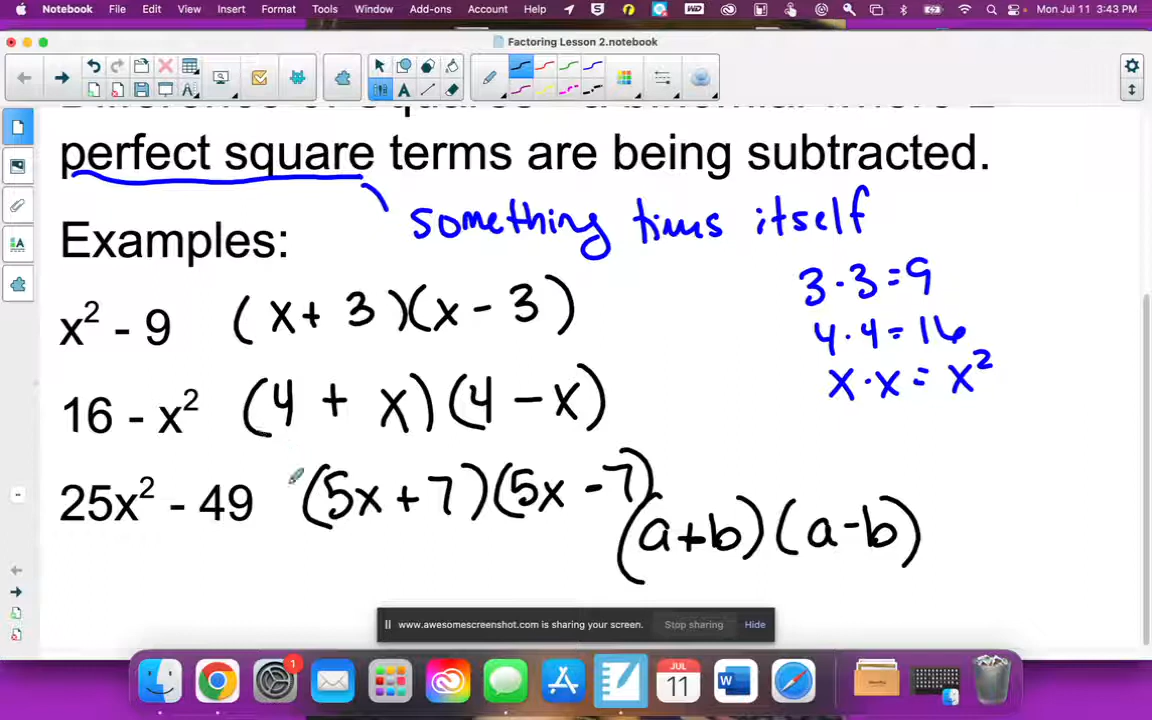 Notebook File Edit View Insert Format Tools Window Add-ons Account Help Mon Jul 11 3:43 PM
Factoring Lesson 2.notebook
perfect square terms are being subtracted.
something times itself
Examples:
3·3=9
x² - 9 (x+ 3)(x - 3)
4·4=16
x·x = x²
16 - x² (4 + x)(4 - x)
25x² - 49 (5x+7)(5x -7)
(a+b)(a-b)
www.awesomescreenshot.com is sharing your screen. Stop sharing Hide
1
JUL
11
W